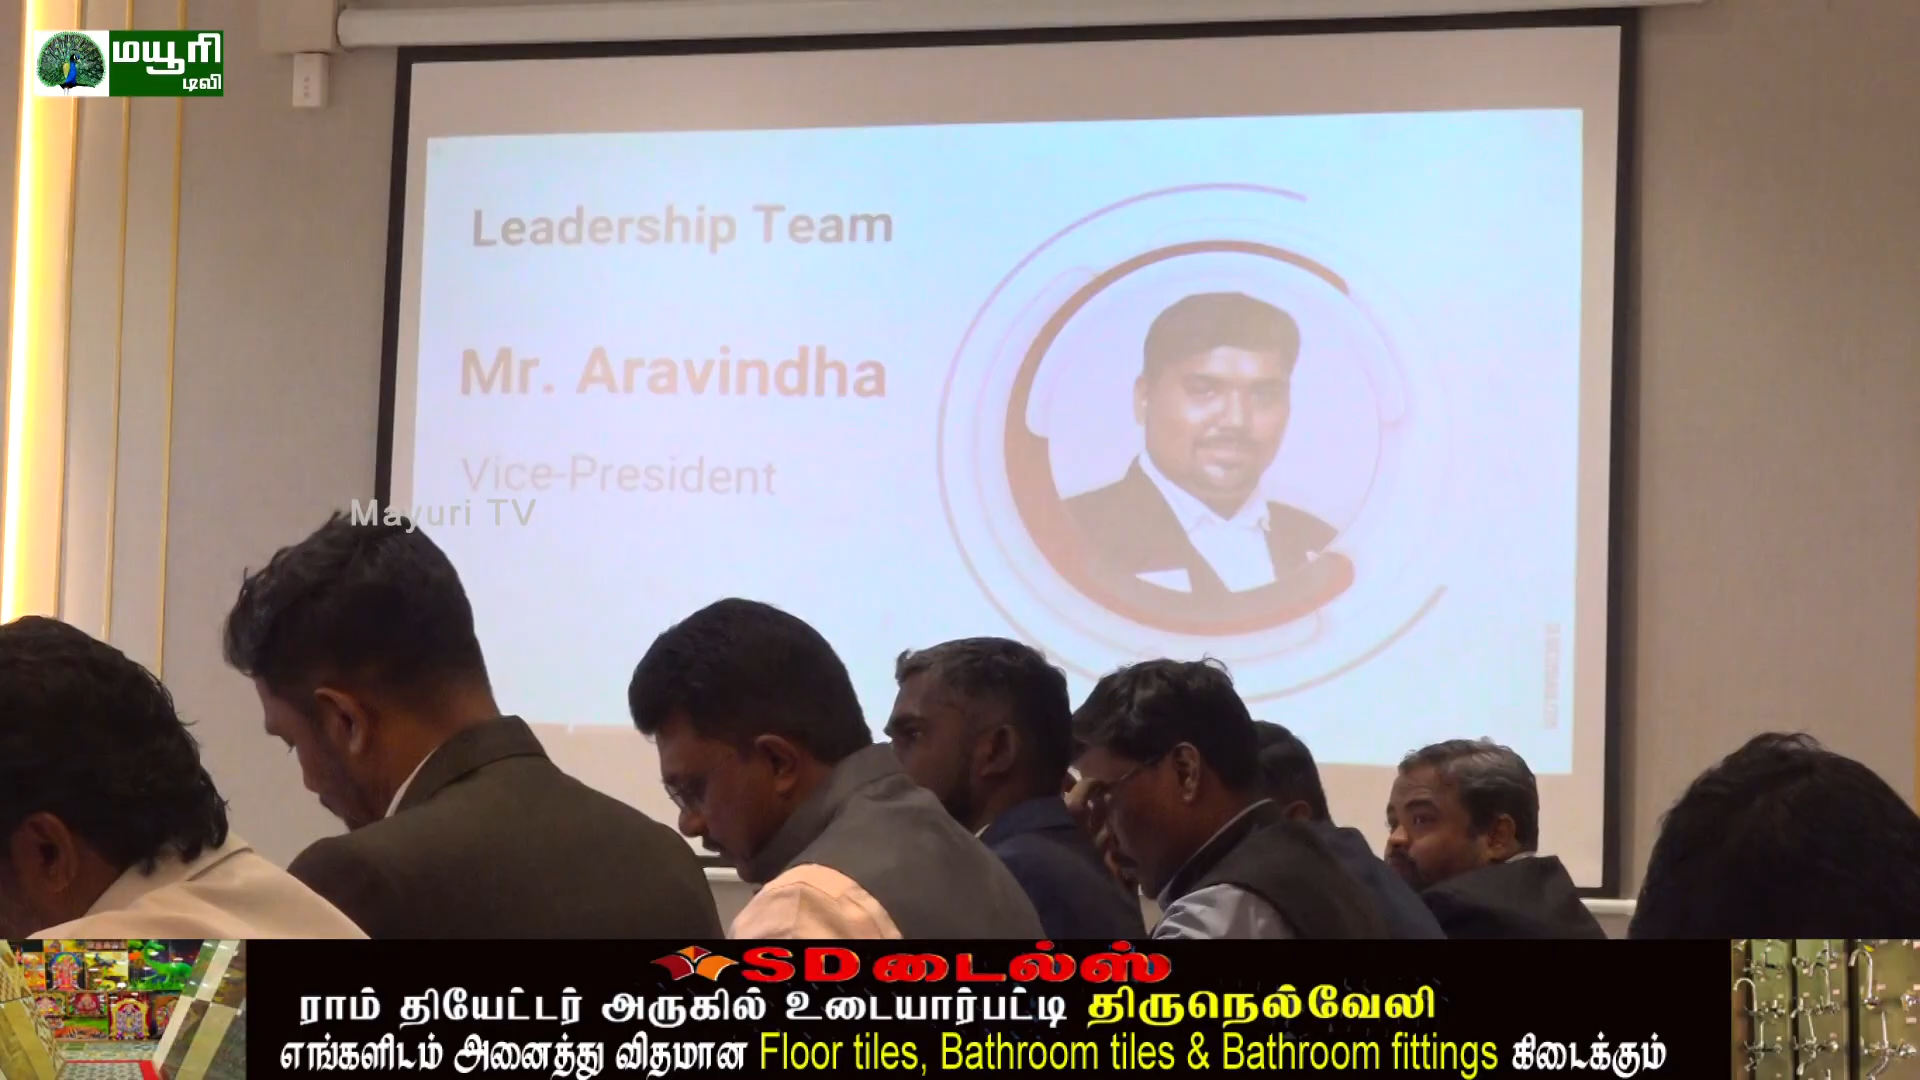 மயூரி
டிவி
Leadership Team
Mr. Aravindha
Vice-President
Mayuri TV
SD டைல்ஸ்
ராம் தியேட்டர் அருகில் உடையார்பட்டி திருநெல்வேலி
எங்களிடம் அனைத்து விதமான Floor tiles, Bathroom tiles & Bathroom fittings கிடைக்கும்